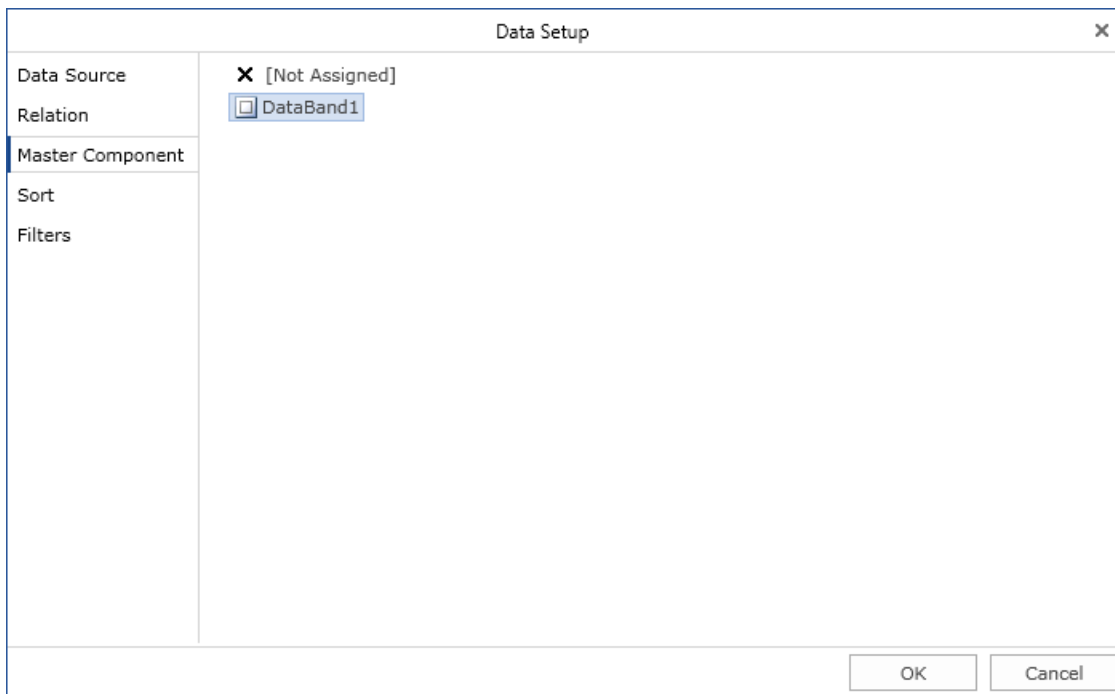 Data Setup
Data Source
Relation
Master Component
Sort
Filters
[Not Assigned]
DataBand1
OK
Cancel